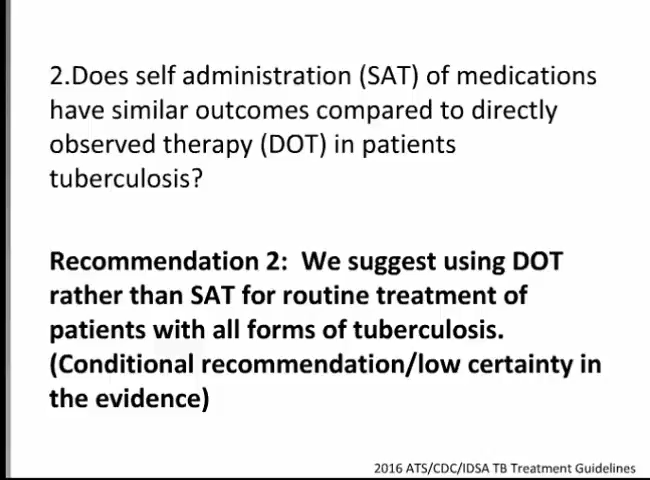 2.Does self administration (SAT) of medications
have similar outcomes compared to directly
observed therapy (DOT) in patients
tuberculosis?
Recommendation 2:  We suggest using DOT
rather than SAT for routine treatment of
patients with all forms of tuberculosis.
(Conditional recommendation/low certainty in
the evidence)
2016 ATS/CDC/IDSA TB Treatment Guidelines